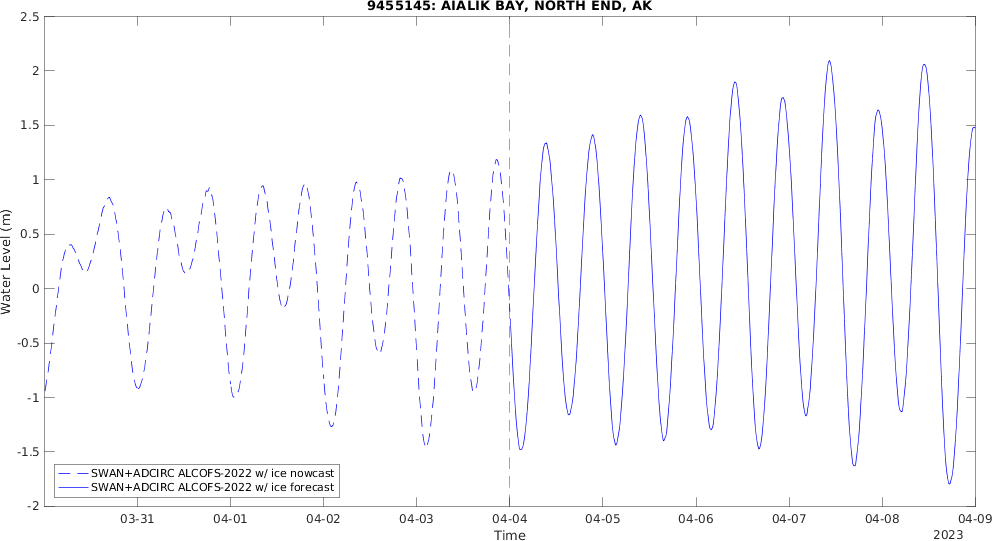 9455145: AIALIK BAY, NORTH END, AK
2.5
2
1.5
1
0.5
0
-0.5
-1
-1.5
-2
Water Level (m)
SWAN+ADCIRC ALCOFS-2022 w/ ice nowcast
SWAN+ADCIRC ALCOFS-2022 w/ ice forecast
03-31 04-01 04-02 04-03 04-04 04-05 04-06 04-07 04-08 04-09
Time
2023